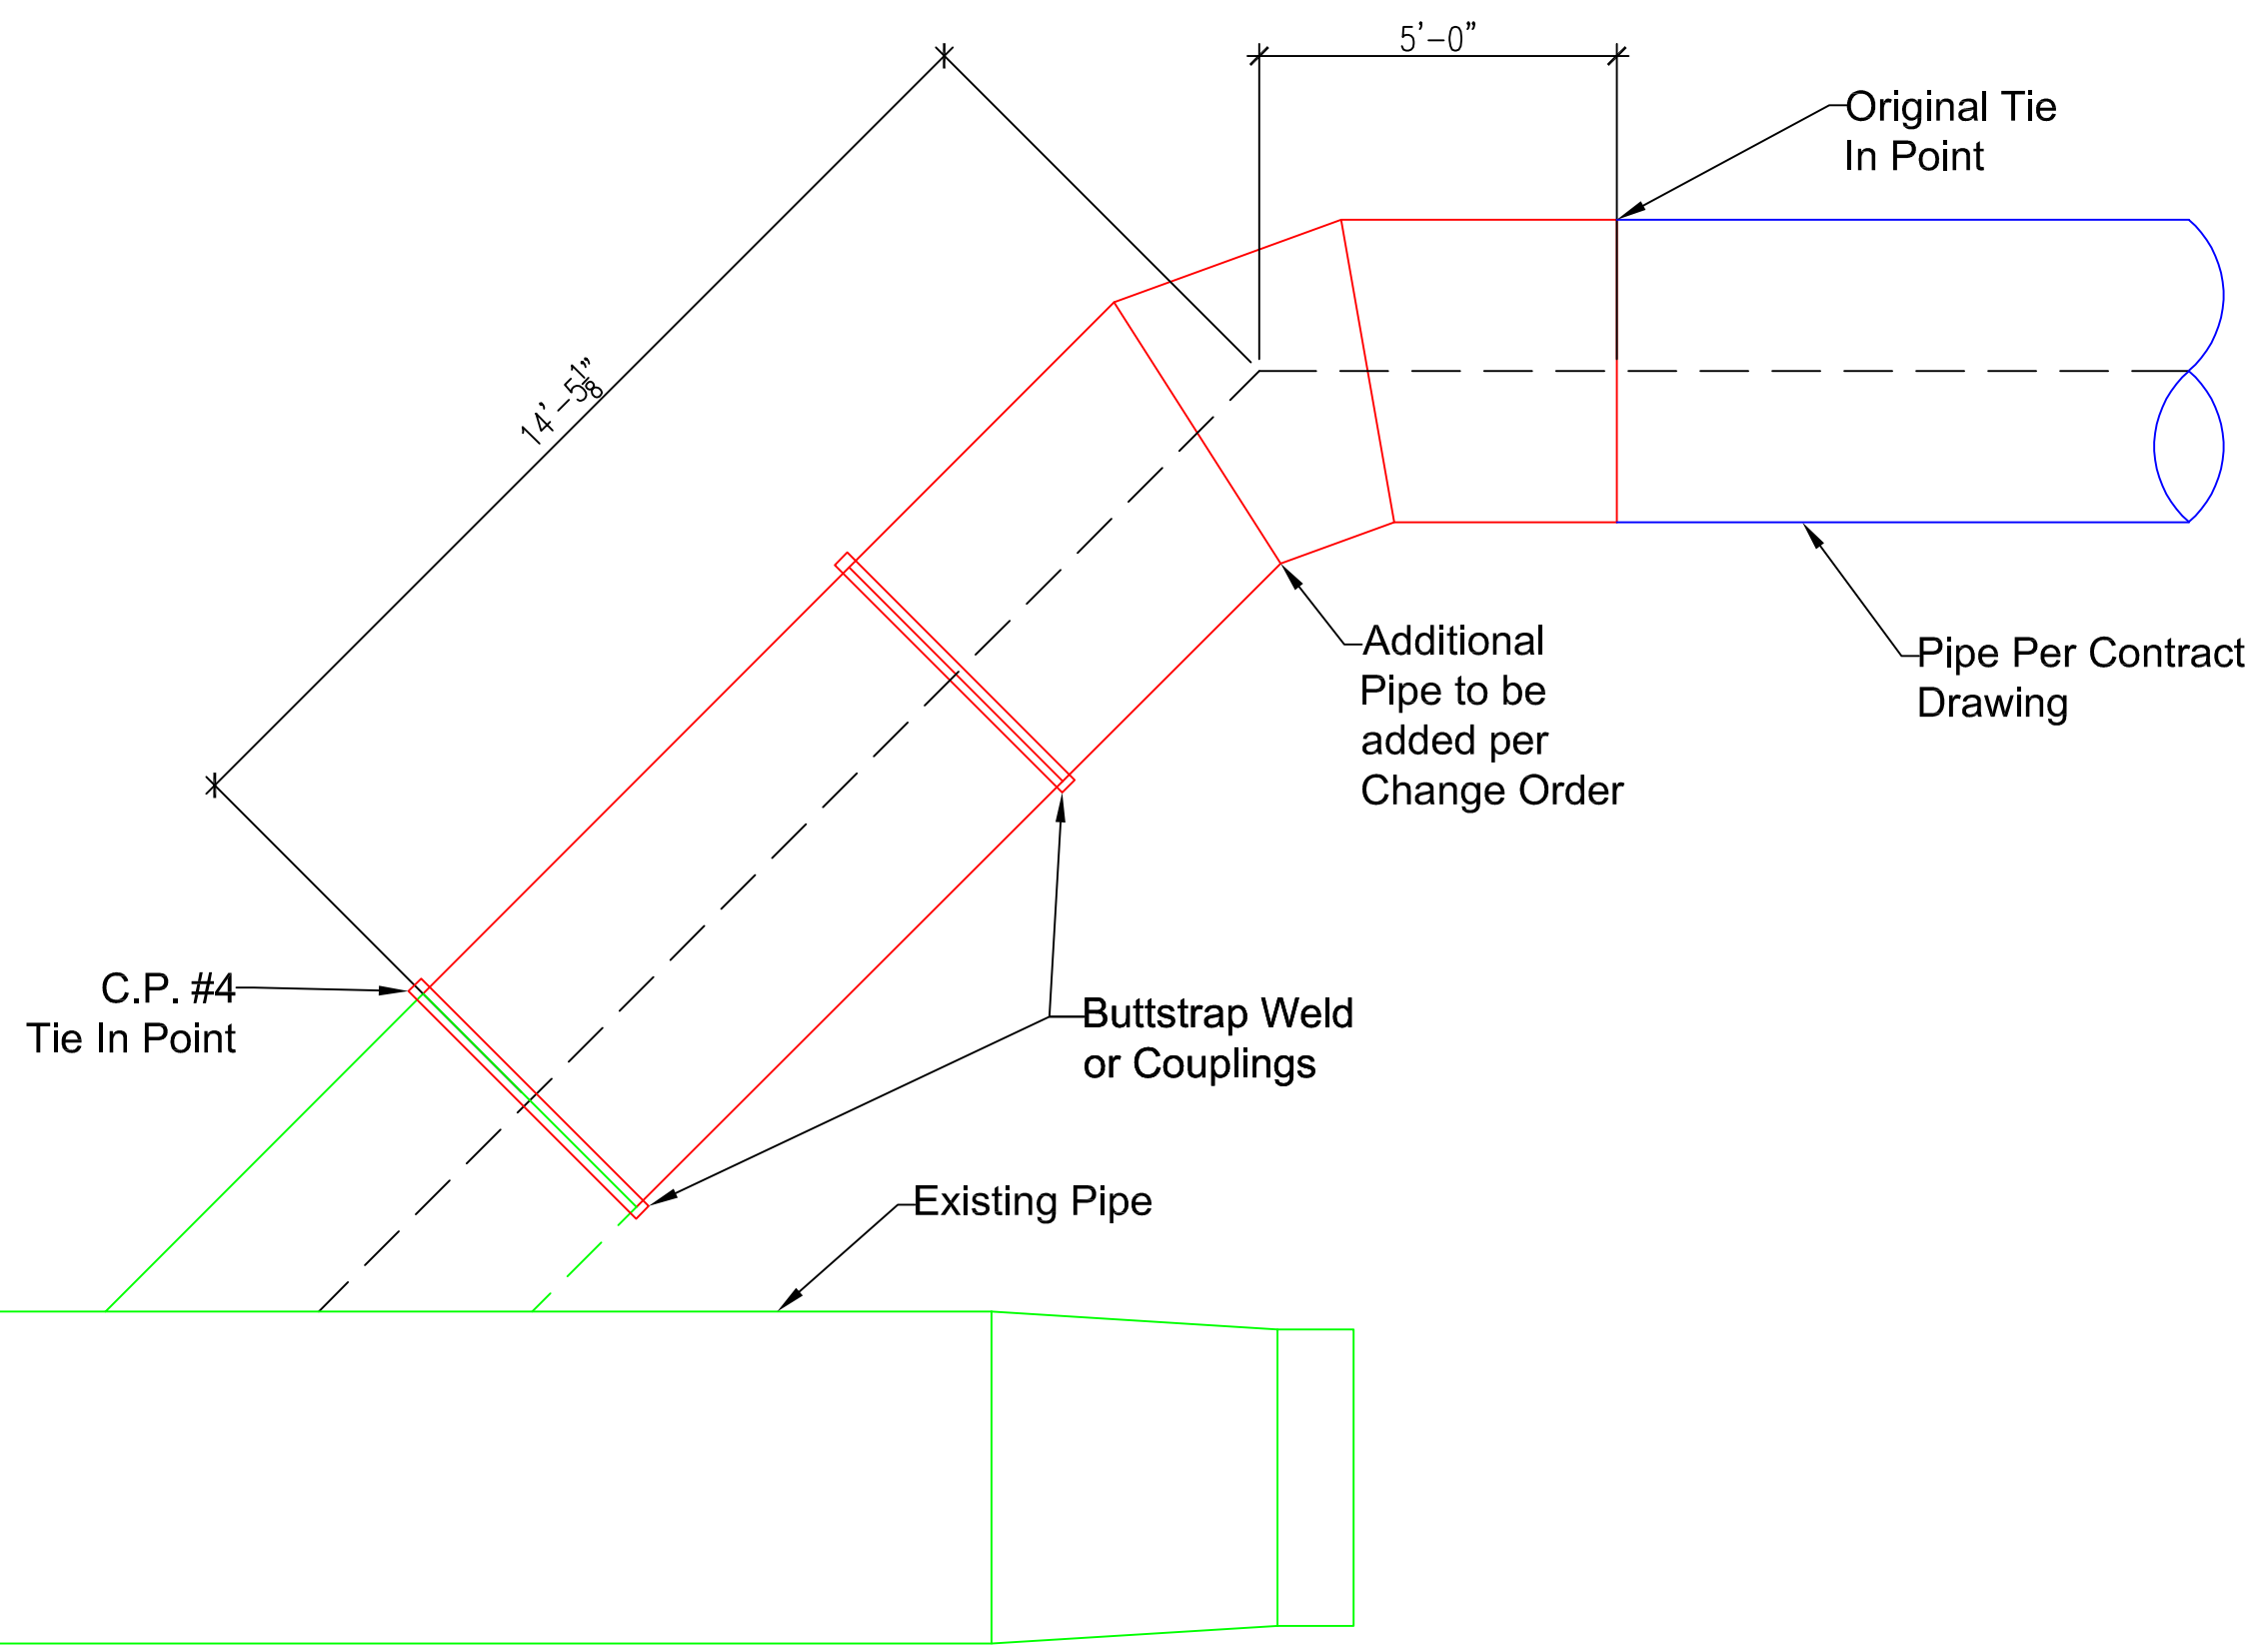 5'-0"
Original Tie
In Point
14'-5 1/8"
Additional
Pipe to be
added per
Change Order
Pipe Per Contract
Drawing
C.P. #4
Tie In Point
Buttstrap Weld
or Couplings
Existing Pipe